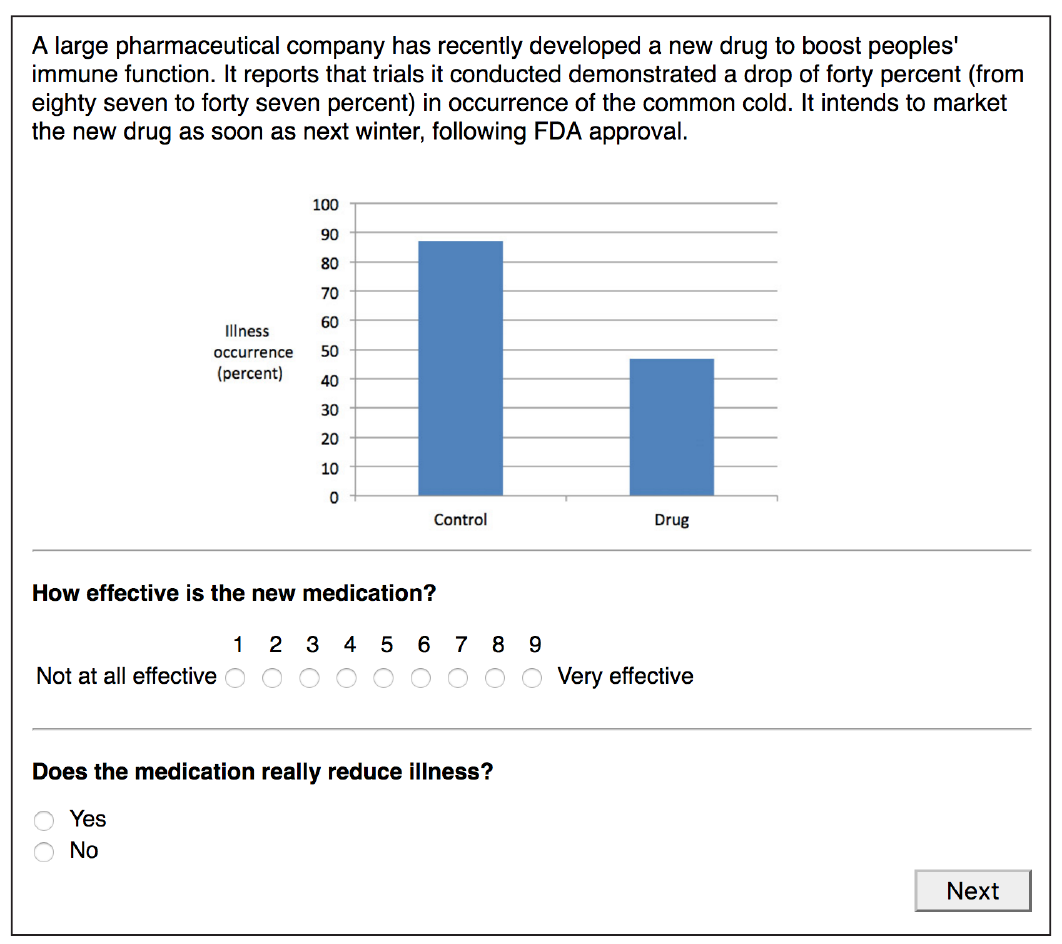 A large pharmaceutical company has recently developed a new drug to boost peoples'
immune function. It reports that trials it conducted demonstrated a drop of forty percent (from
eighty seven to forty seven percent) in occurrence of the common cold. It intends to market
the new drug as soon as next winter, following FDA approval.
100
90
80
70
60
50
40
30
20
10
0
Illness
occurrence
(percent)
Control Drug
How effective is the new medication?
1 2 3 4 5 6 7 8 9
Not at all effective Very effective
Does the medication really reduce illness?
Yes
No
Next